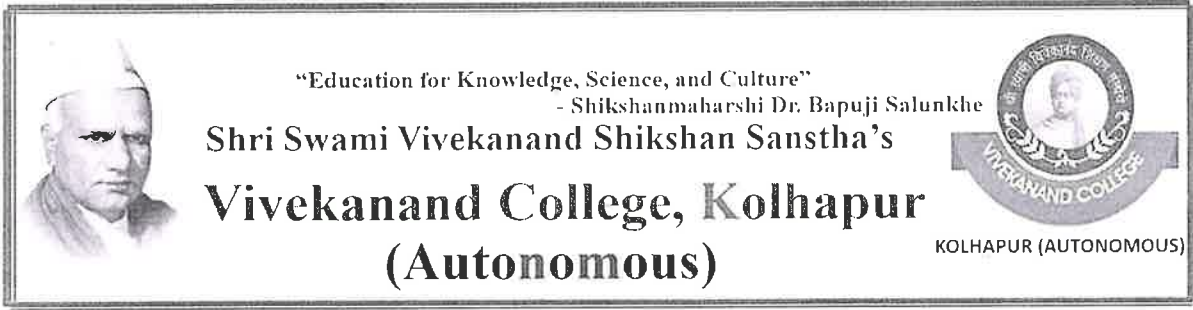 “Education for Knowledge, Science, and Culture”
- Shikshanmaharshi Dr. Bapuji Salunkhe
Shri Swami Vivekanand Shikshan Sanstha’s
Vivekanand College, Kolhapur
(Autonomous)
VIVEKANAND COLLEGE
KOLHAPUR (AUTONOMOUS)